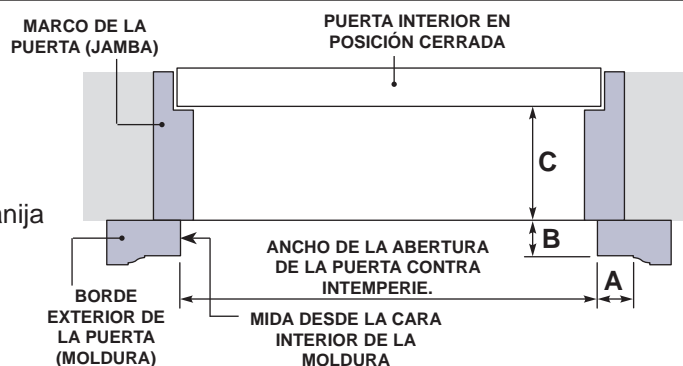 MARCO DE LA
PUERTA (JAMBA)
PUERTA INTERIOR EN
POSICIÓN CERRADA
C
B
A
ANCHO DE LA ABERTURA
DE LA PUERTA CONTRA
INTEMPERIE.
BORDE
EXTERIOR DE
LA PUERTA
(MOLDURA)
MIDA DESDE LA CARA
INTERIOR DE LA
MOLDURA